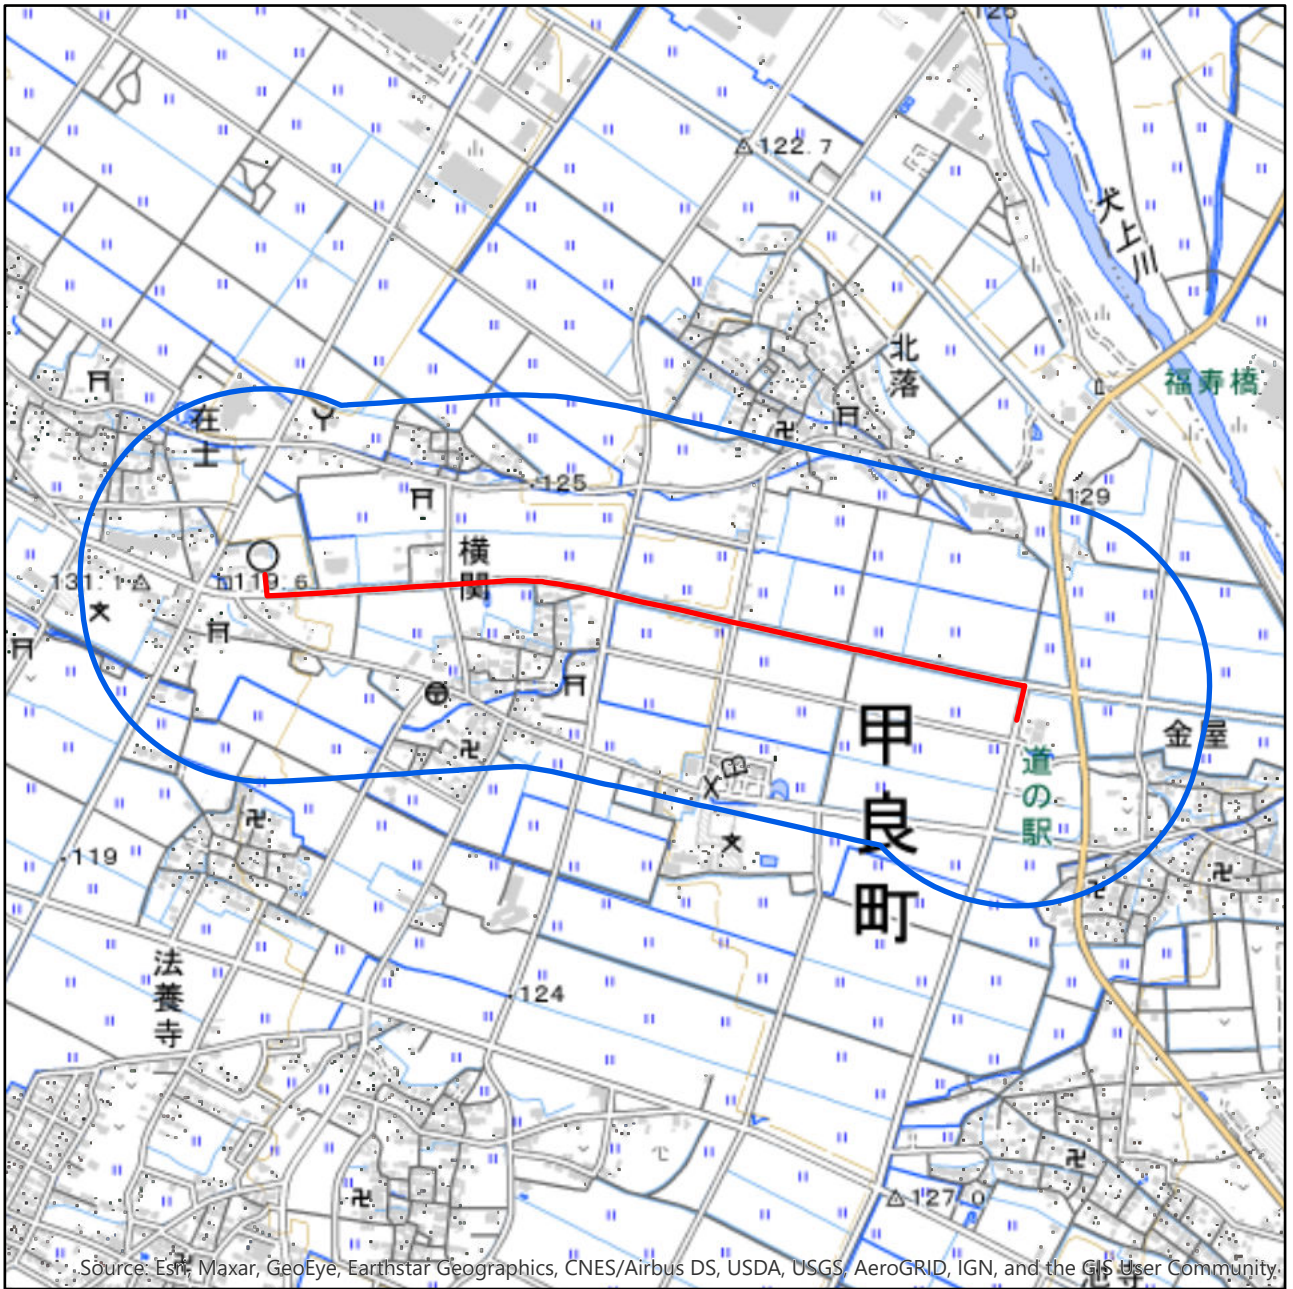 126
122.7
犬上川
北落
福寿橋
在士
125
129
横関
131.1
119.6
甲良町
金屋
道の駅
119
法養寺
124
127.0
Source: Esri, Maxar, GeoEye, Earthstar Geographics, CNES/Airbus DS, USDA, USGS, AeroGRID, IGN, and the GIS User Community